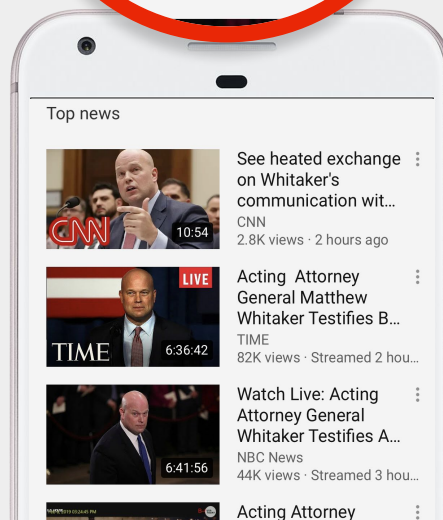 Top news
See heated exchange
on Whitaker's
communication wit...
CNN
2.8K views · 2 hours ago
CNN
10:54
Acting Attorney
General Matthew
Whitaker Testifies B...
TIME
82K views · Streamed 2 hou...
LIVE
TIME
6:36:42
Watch Live: Acting
Attorney General
Whitaker Testifies A...
NBC News
44K views · Streamed 3 hou...
6:41:56
Acting Attorney